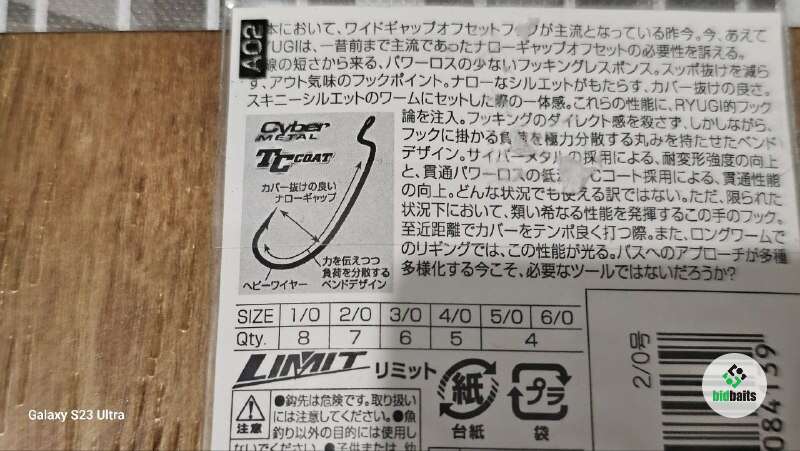 A02
本において、ワイドギャップオフセットフックが主流となっている昨今。今、あえて
YUGIは、一昔前まで主流であったナローギャップオフセットの必要性を訴える。
線の短さから来る、パワーロスの少ないフッキングレスポンス。スッポ抜けを減ら
す、アウト気味のフックポイント。ナローなシルエットがもたらす、カバー抜けの良さ。
スキニーシルエットのワームにセットした際の一体感。これらの性能に、RYUGI的フック
論を注入。フッキングのダイレクト感を殺さず、しかしながら、
フックに掛かる負荷を極力分散する丸みを持たせたベンド
デザイン。サイバーメタルの採用による、耐変形強度の向上
と、貫通パワーロスの低 Cコート採用による、貫通性能
の向上。どんな状況でも使える訳ではない。ただ、限られた
状況下において、類い希なる性能を発揮するこの手のフック。
至近距離でカバーをテンポ良く打つ際。また、ロングワームで
のリギングでは、この性能が光る。バスへのアプローチが多種
多様化する今こそ、必要なツールではないだろうか?
Cyber
METAL
TC COAT
カバー抜けの良い
ナローギャップ
力を伝えつつ
負荷を分散する
ベンドデザイン
ヘビーワイヤー
SIZE 1/0 2/0 3/0 4/0 5/0 6/0
Qty. 8 7 6 5 4
LIMIT リミット
紙
台紙
プラ
袋
注意
●鈎先は危険です。取り扱い
には注意してください。●魚
釣り以外の目的には使用し
ないでください。●子供または幼
2/0号
084159
bidbaits
Galaxy S23 Ultra